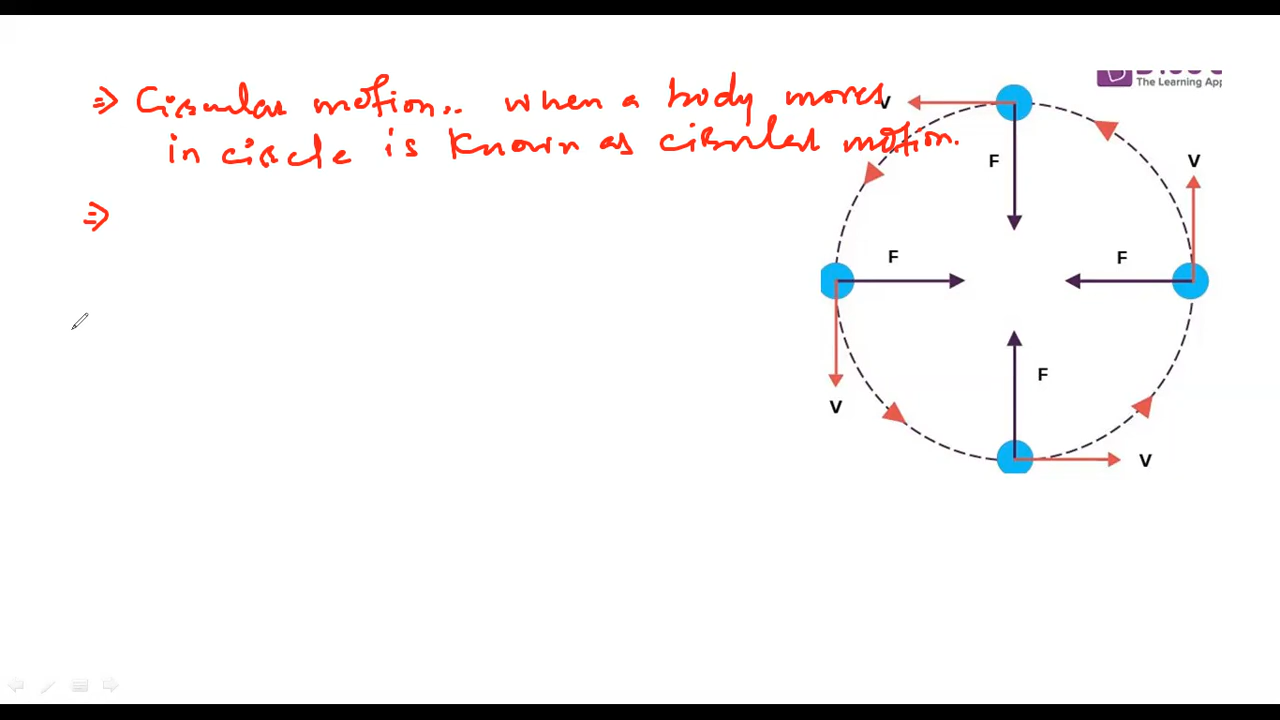 ⇒ Circular motion.. when a body moves
in circle is known as circular motion.
⇒
The Learning App
V
F
V
F
F
F
V
V